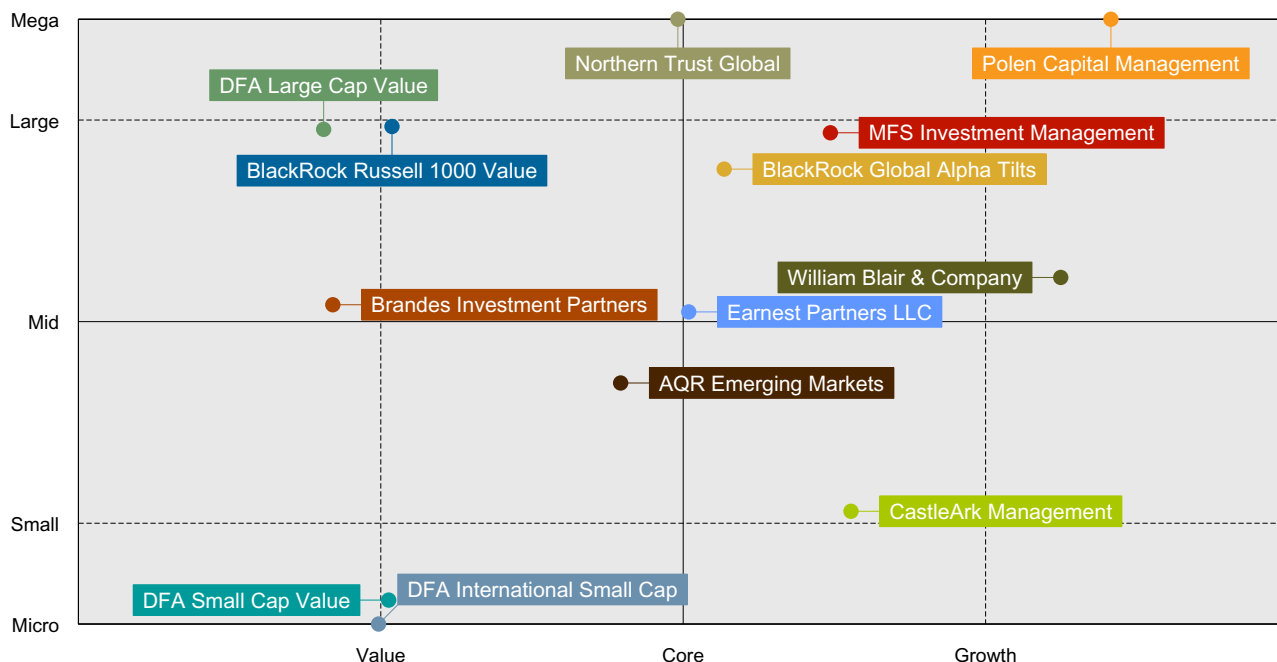 Mega
Northern Trust Global
Polen Capital Management
DFA Large Cap Value
Large
MFS Investment Management
BlackRock Russell 1000 Value
BlackRock Global Alpha Tilts
William Blair & Company
Brandes Investment Partners
Earnest Partners LLC
Mid
AQR Emerging Markets
CastleArk Management
Small
DFA International Small Cap
DFA Small Cap Value
Micro
Value
Core
Growth